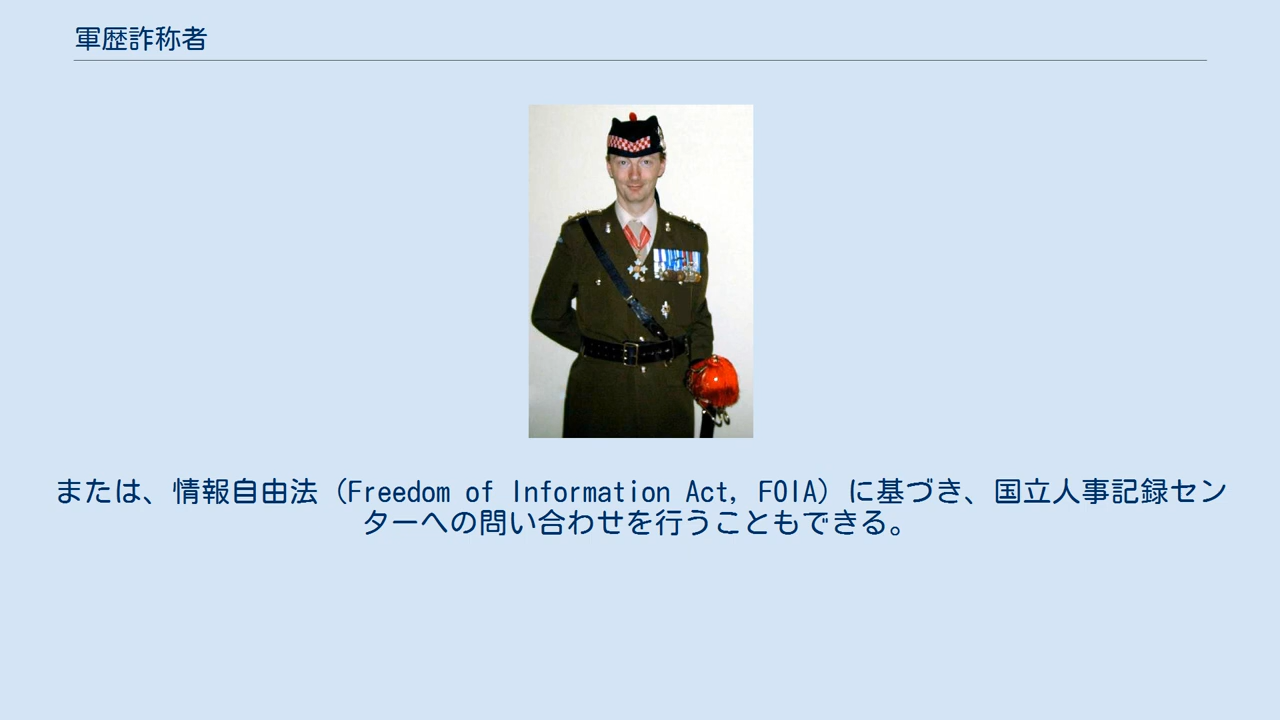 軍歴詐称者
または、情報自由法（Freedom of Information Act, FOIA）に基づき、国立人事記録セン
ターへの問い合わせを行うこともできる。